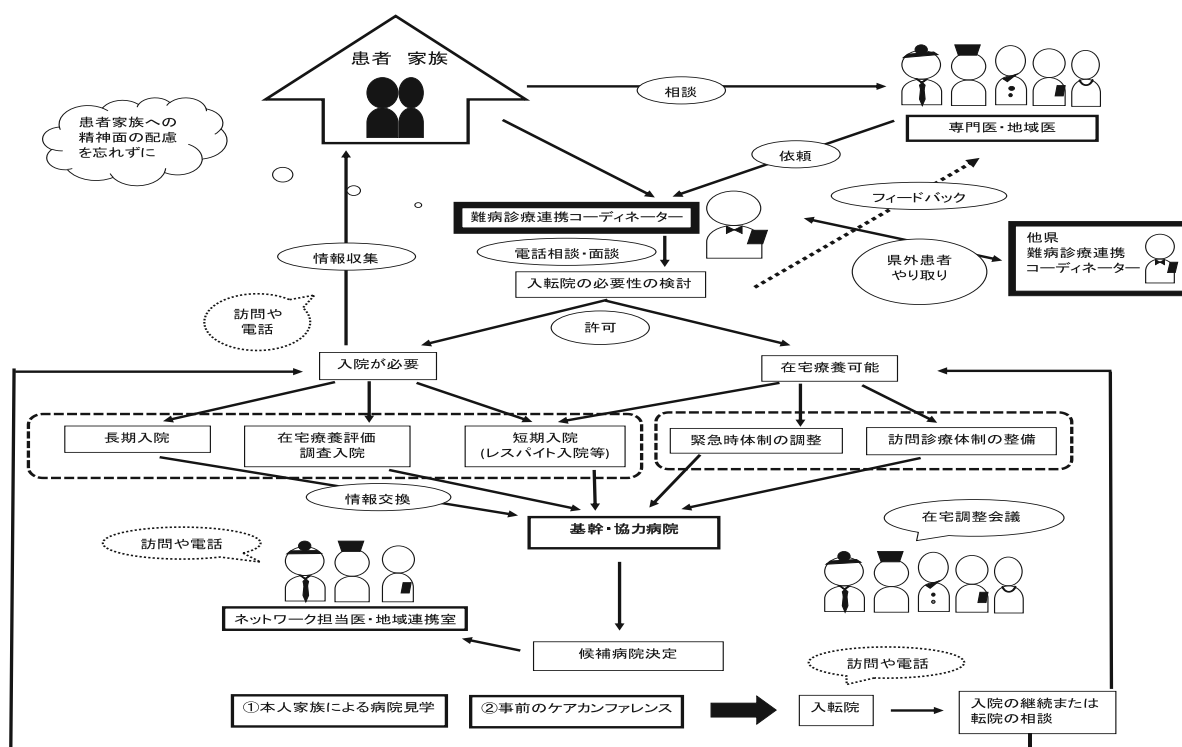 患者 家族
患者家族への
精神面の配慮
を忘れずに
相談
専門医・地域医
依頼
フィードバック
難病診療連携コーディネーター
他県
難病診療連携
コーディネーター
県外患者
やり取り
電話相談・面談
情報収集
入転院の必要性の検討
訪問や
電話
許可
入院が必要
在宅療養可能
長期入院
在宅療養評価
調査入院
短期入院
(レスパイト入院等)
緊急時体制の調整
訪問診療体制の整備
情報交換
基幹・協力病院
在宅調整会議
訪問や電話
ネットワーク担当医・地域連携室
候補病院決定
訪問や電話
①本人家族による病院見学
②事前のケアカンファレンス
入転院
入院の継続または
転院の相談